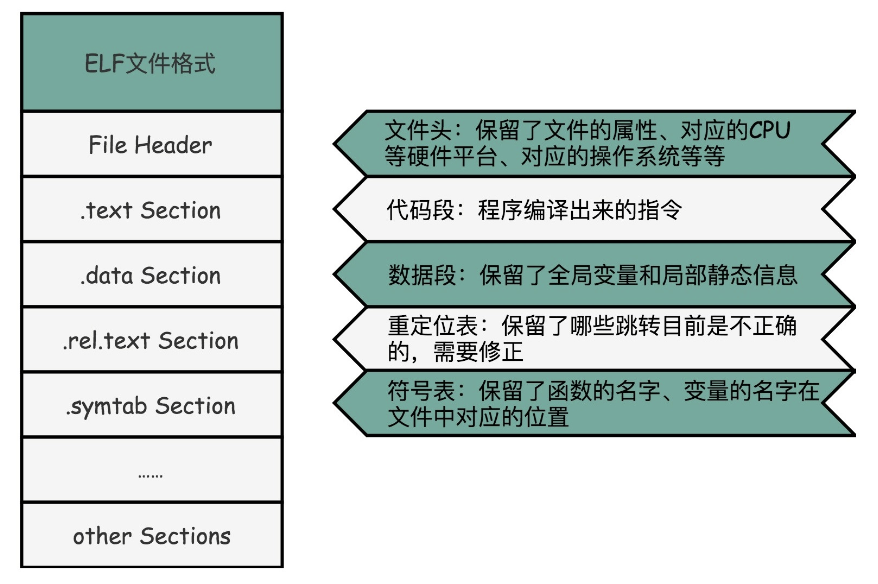 ELF文件格式
File Header
文件头：保留了文件的属性、对应的CPU
等硬件平台、对应的操作系统等等
.text Section
代码段：程序编译出来的指令
.data Section
数据段：保留了全局变量和局部静态信息
.rel.text Section
重定位表：保留了哪些跳转目前是不正确
的，需要修正
.symtab Section
符号表：保留了函数的名字、变量的名字在
文件中对应的位置
......
other Sections